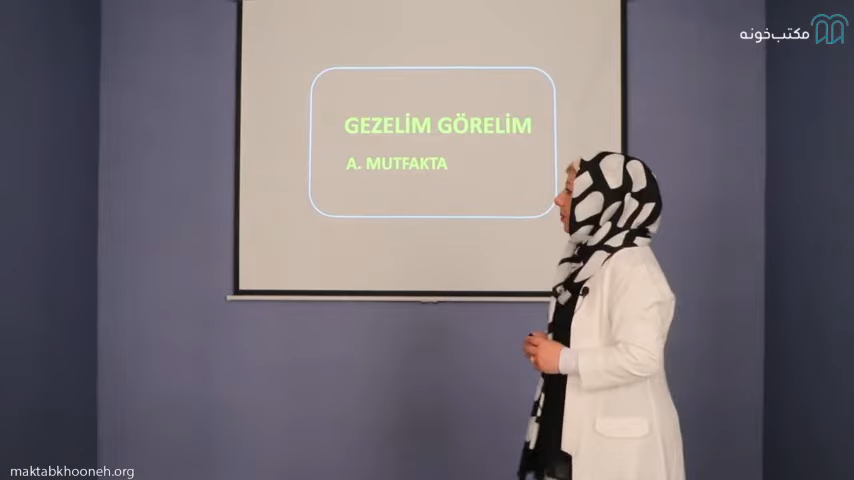 مکتب‌خونه
GEZELİM GÖRELİM
A. MUTFAKTA
maktabkhooneh.org